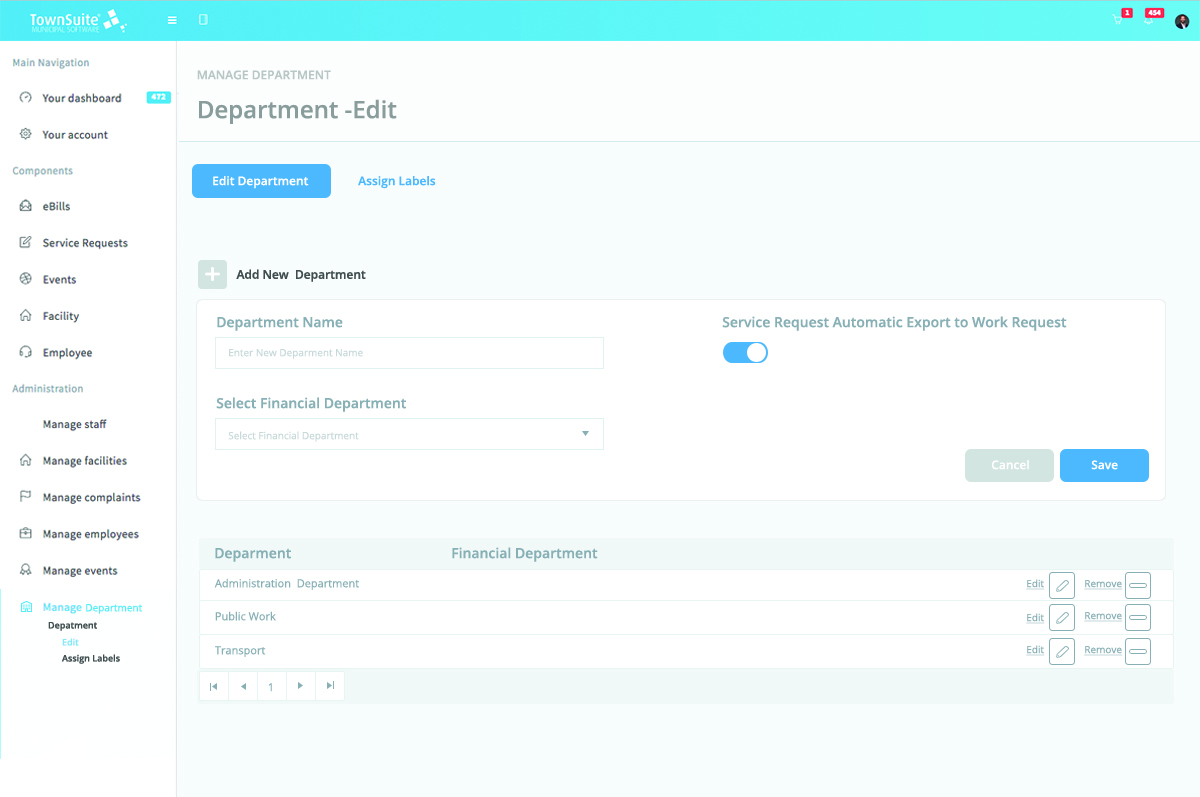 TownSuite
MUNICIPAL SOFTWARE
1
454
Main Navigation
Your dashboard
472
Your account
Components
eBills
Service Requests
Events
Facility
Employee
Administration
Manage staff
Manage facilities
Manage complaints
Manage employees
Manage events
Manage Department
Depatment
Edit
Assign Labels
MANAGE DEPARTMENT
Department -Edit
Edit Department
Assign Labels
Add New Department
Department Name
Enter New Deparment Name
Select Financial Department
Select Financial Department
Service Request Automatic Export to Work Request
Cancel
Save
Deparment Financial Department
Administration Department Edit Remove
Public Work Edit Remove
Transport Edit Remove
1